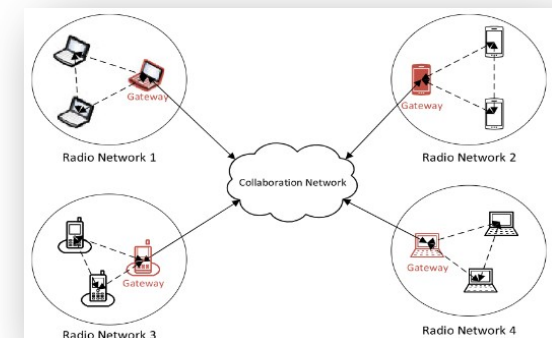 Gateway
Gateway
Radio Network 1
Radio Network 2
Collaboration Network
Gateway
Gateway
Radio Network 3
Radio Network 4